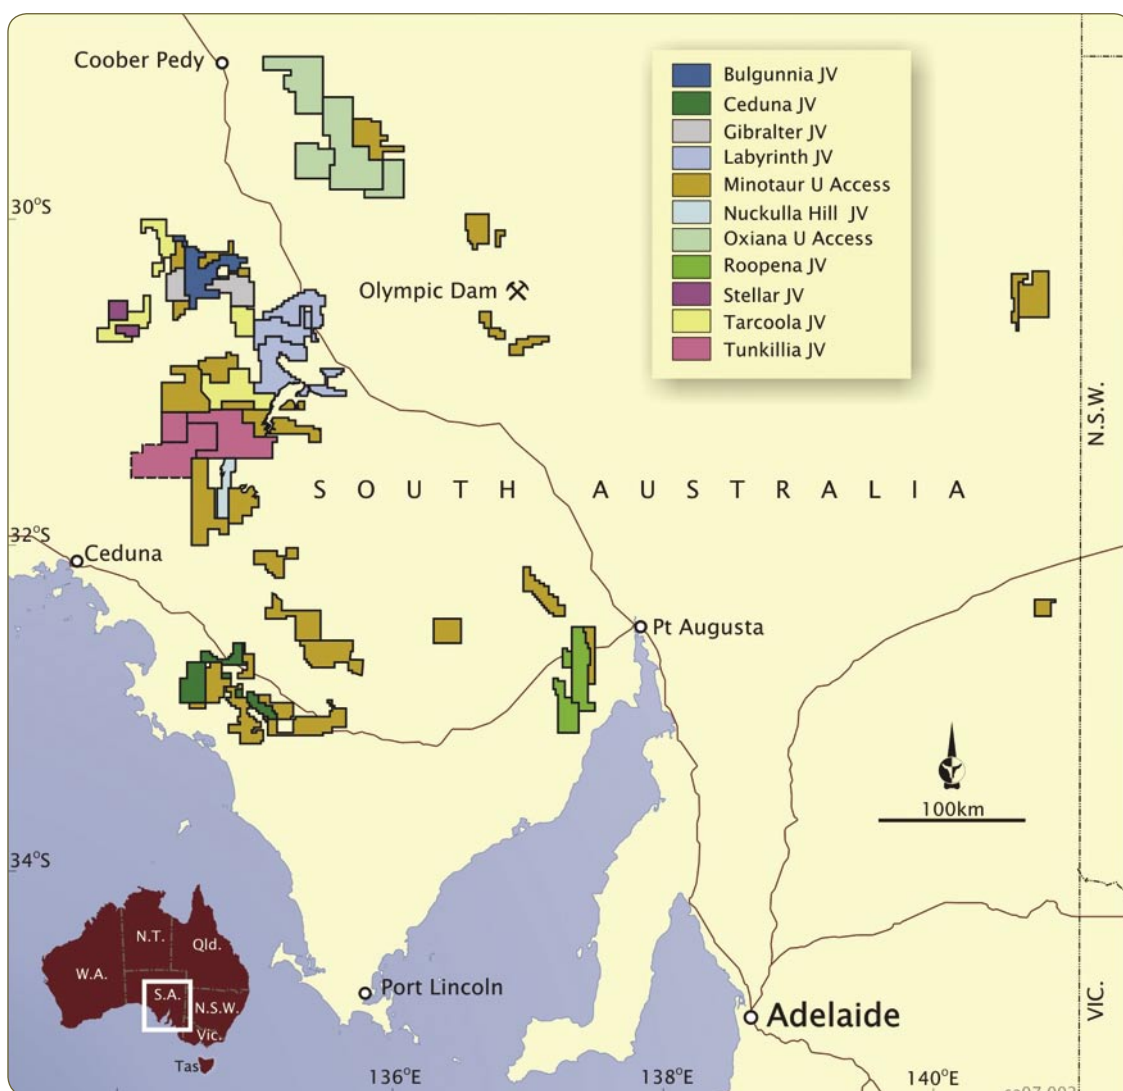 Coober Pedy
Bulgunnia JV
Ceduna JV
Gibralter JV
Labyrinth JV
Minotaur U Access
Nuckulla Hill JV
Oxiana U Access
Roopena JV
Stellar JV
Tarcoola JV
Tunkillia JV
30°S
Olympic Dam
N.S.W.
SOUTH AUSTRALIA
32°S
Ceduna
Pt Augusta
100km
34°S
N.T.
Qld.
W.A.
S.A.
N.S.W.
Vic.
Tas
Port Lincoln
Adelaide
VIC.
136°E
138°E
140°E